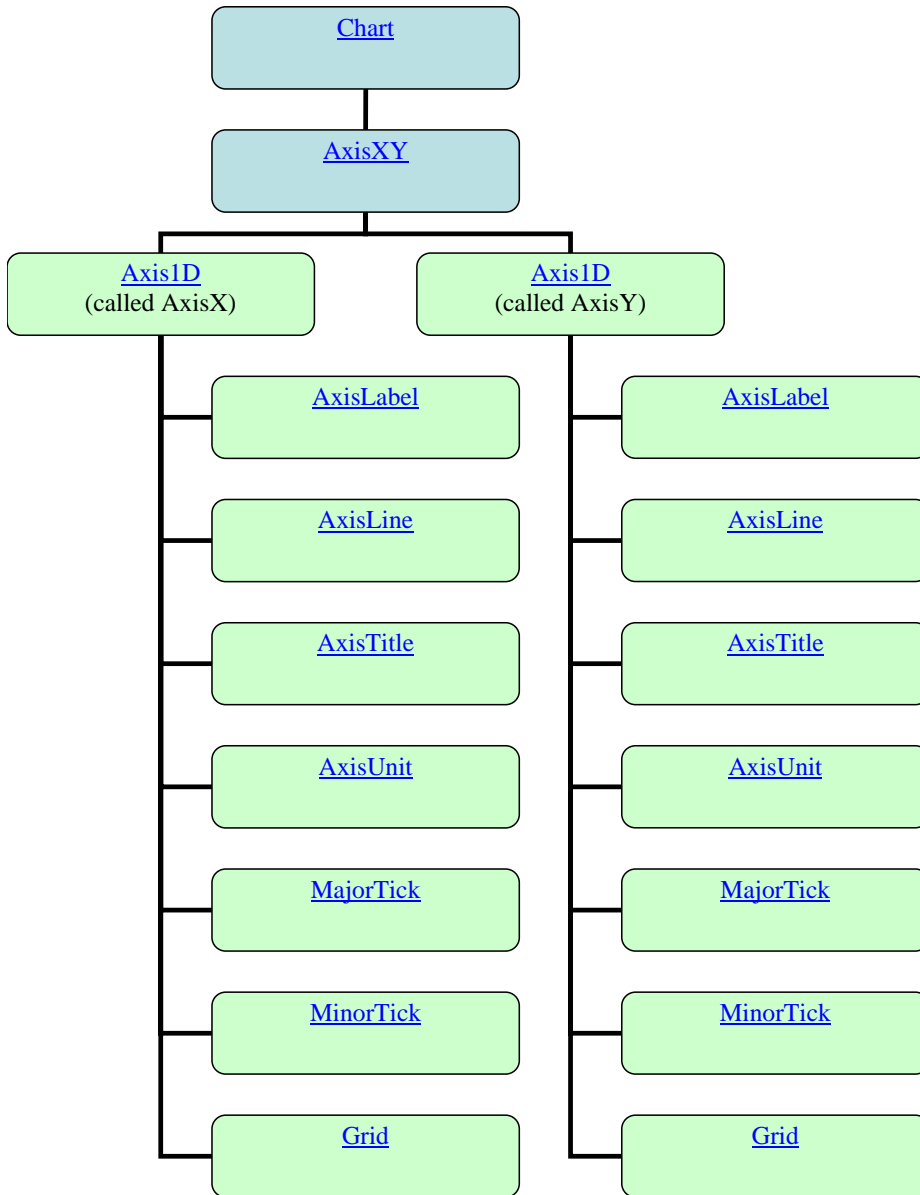 Chart
AxisXY
Axis1D
(called AxisX)
Axis1D
(called AxisY)
AxisLabel
AxisLabel
AxisLine
AxisLine
AxisTitle
AxisTitle
AxisUnit
AxisUnit
MajorTick
MajorTick
MinorTick
MinorTick
Grid
Grid